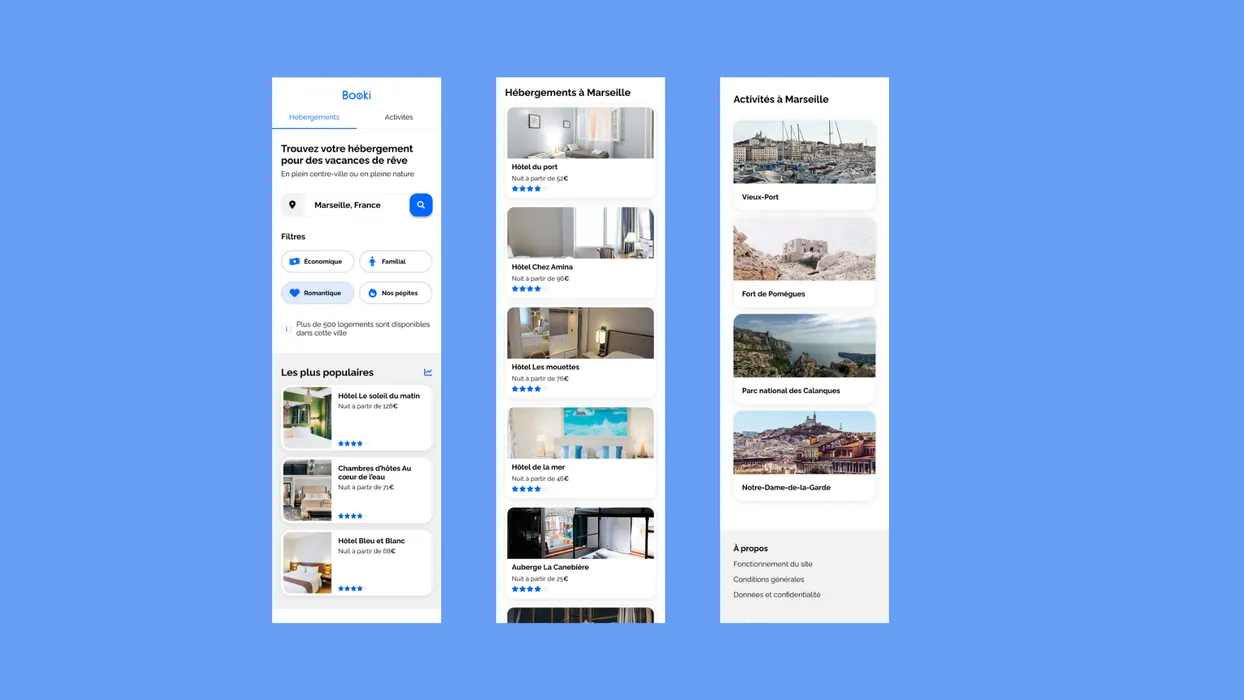 Booki
Hébergements
Activités
Trouvez votre hébergement
pour des vacances de rêve
En plein centre-ville ou en pleine nature
Marseille, France
Filtres
Économique
Familial
Romantique
Nos pépites
Plus de 500 logements sont disponibles
dans cette ville
Les plus populaires
Hôtel Le soleil du matin
Nuit à partir de 128€
Chambres d'hôtes Au
cœur de l'eau
Nuit à partir de 71€
Hôtel Bleu et Blanc
Nuit à partir de 68€
Hébergements à Marseille
Hôtel du port
Nuit à partir de 52€
Hôtel Chez Amina
Nuit à partir de 96€
Hôtel Les mouettes
Nuit à partir de 76€
Hôtel de la mer
Nuit à partir de 46€
Auberge La Canebière
Nuit à partir de 25€
Activités à Marseille
Vieux-Port
Fort de Pomègues
Parc national des Calanques
Notre-Dame-de-la-Garde
À propos
Fonctionnement du site
Conditions générales
Données et confidentialité